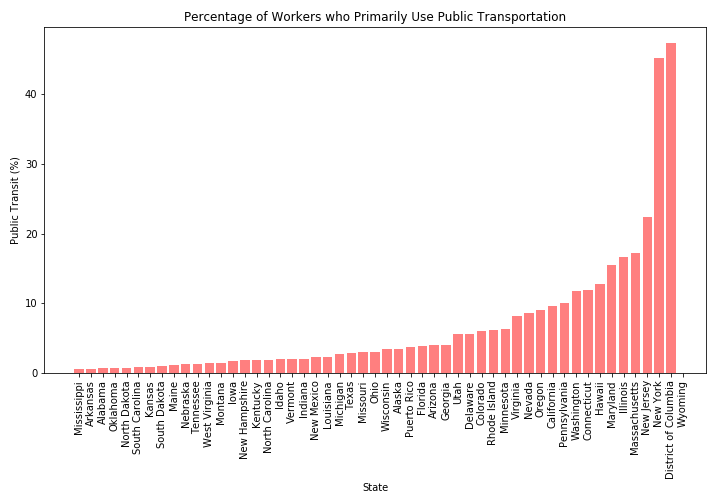 Percentage of Workers who Primarily Use Public Transportation
Public Transit (%)
40
30
20
10
0
Mississippi
Arkansas
Alabama
Oklahoma
North Dakota
South Carolina
Kansas
South Dakota
Maine
Nebraska
Tennessee
West Virginia
Montana
Iowa
New Hampshire
Kentucky
North Carolina
Idaho
Vermont
Indiana
New Mexico
Louisiana
Michigan
Texas
Missouri
Ohio
Wisconsin
Alaska
Puerto Rico
Florida
Arizona
Georgia
Utah
Delaware
Colorado
Rhode Island
Minnesota
Virginia
Nevada
Oregon
California
Pennsylvania
Washington
Connecticut
Hawaii
Maryland
Illinois
Massachusetts
New Jersey
New York
District of Columbia
Wyoming
State